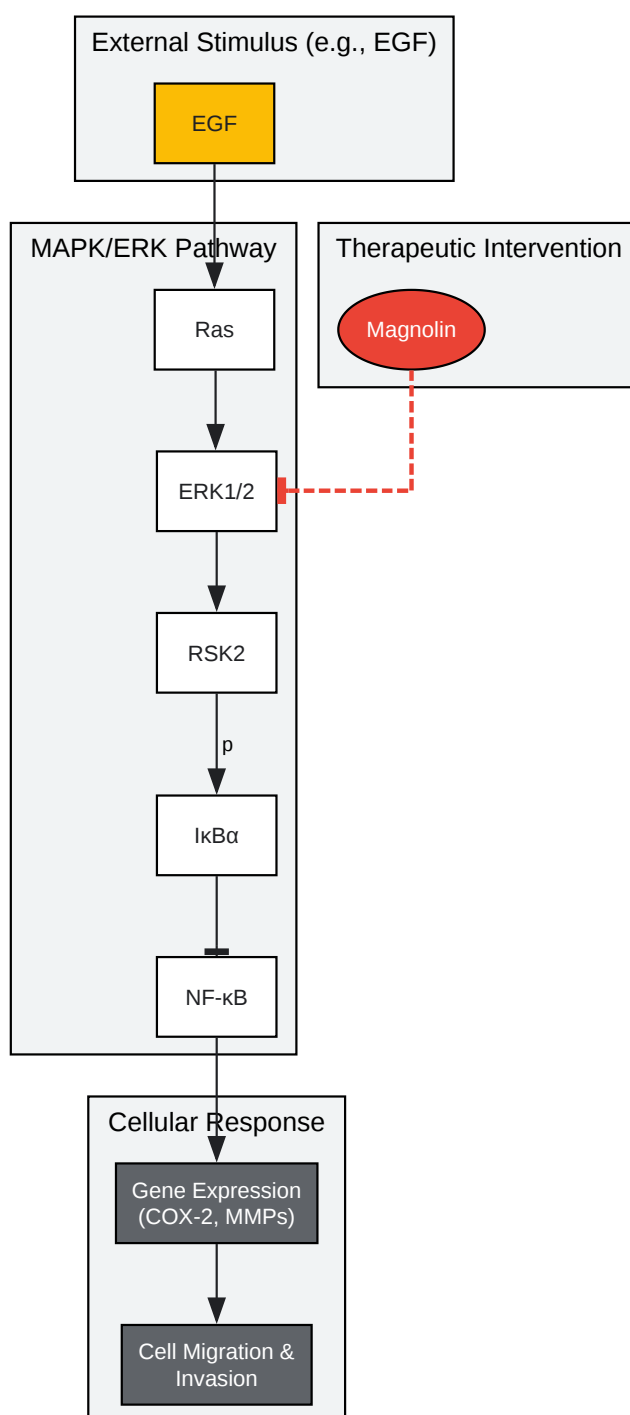 External Stimulus (e.g., EGF)
EGF
MAPK/ERK Pathway
Therapeutic Intervention
Ras
Magnolin
ERK1/2
RSK2
p
IκBα
NF-κB
Cellular Response
Gene Expression
(COX-2, MMPs)
Cell Migration &
Invasion